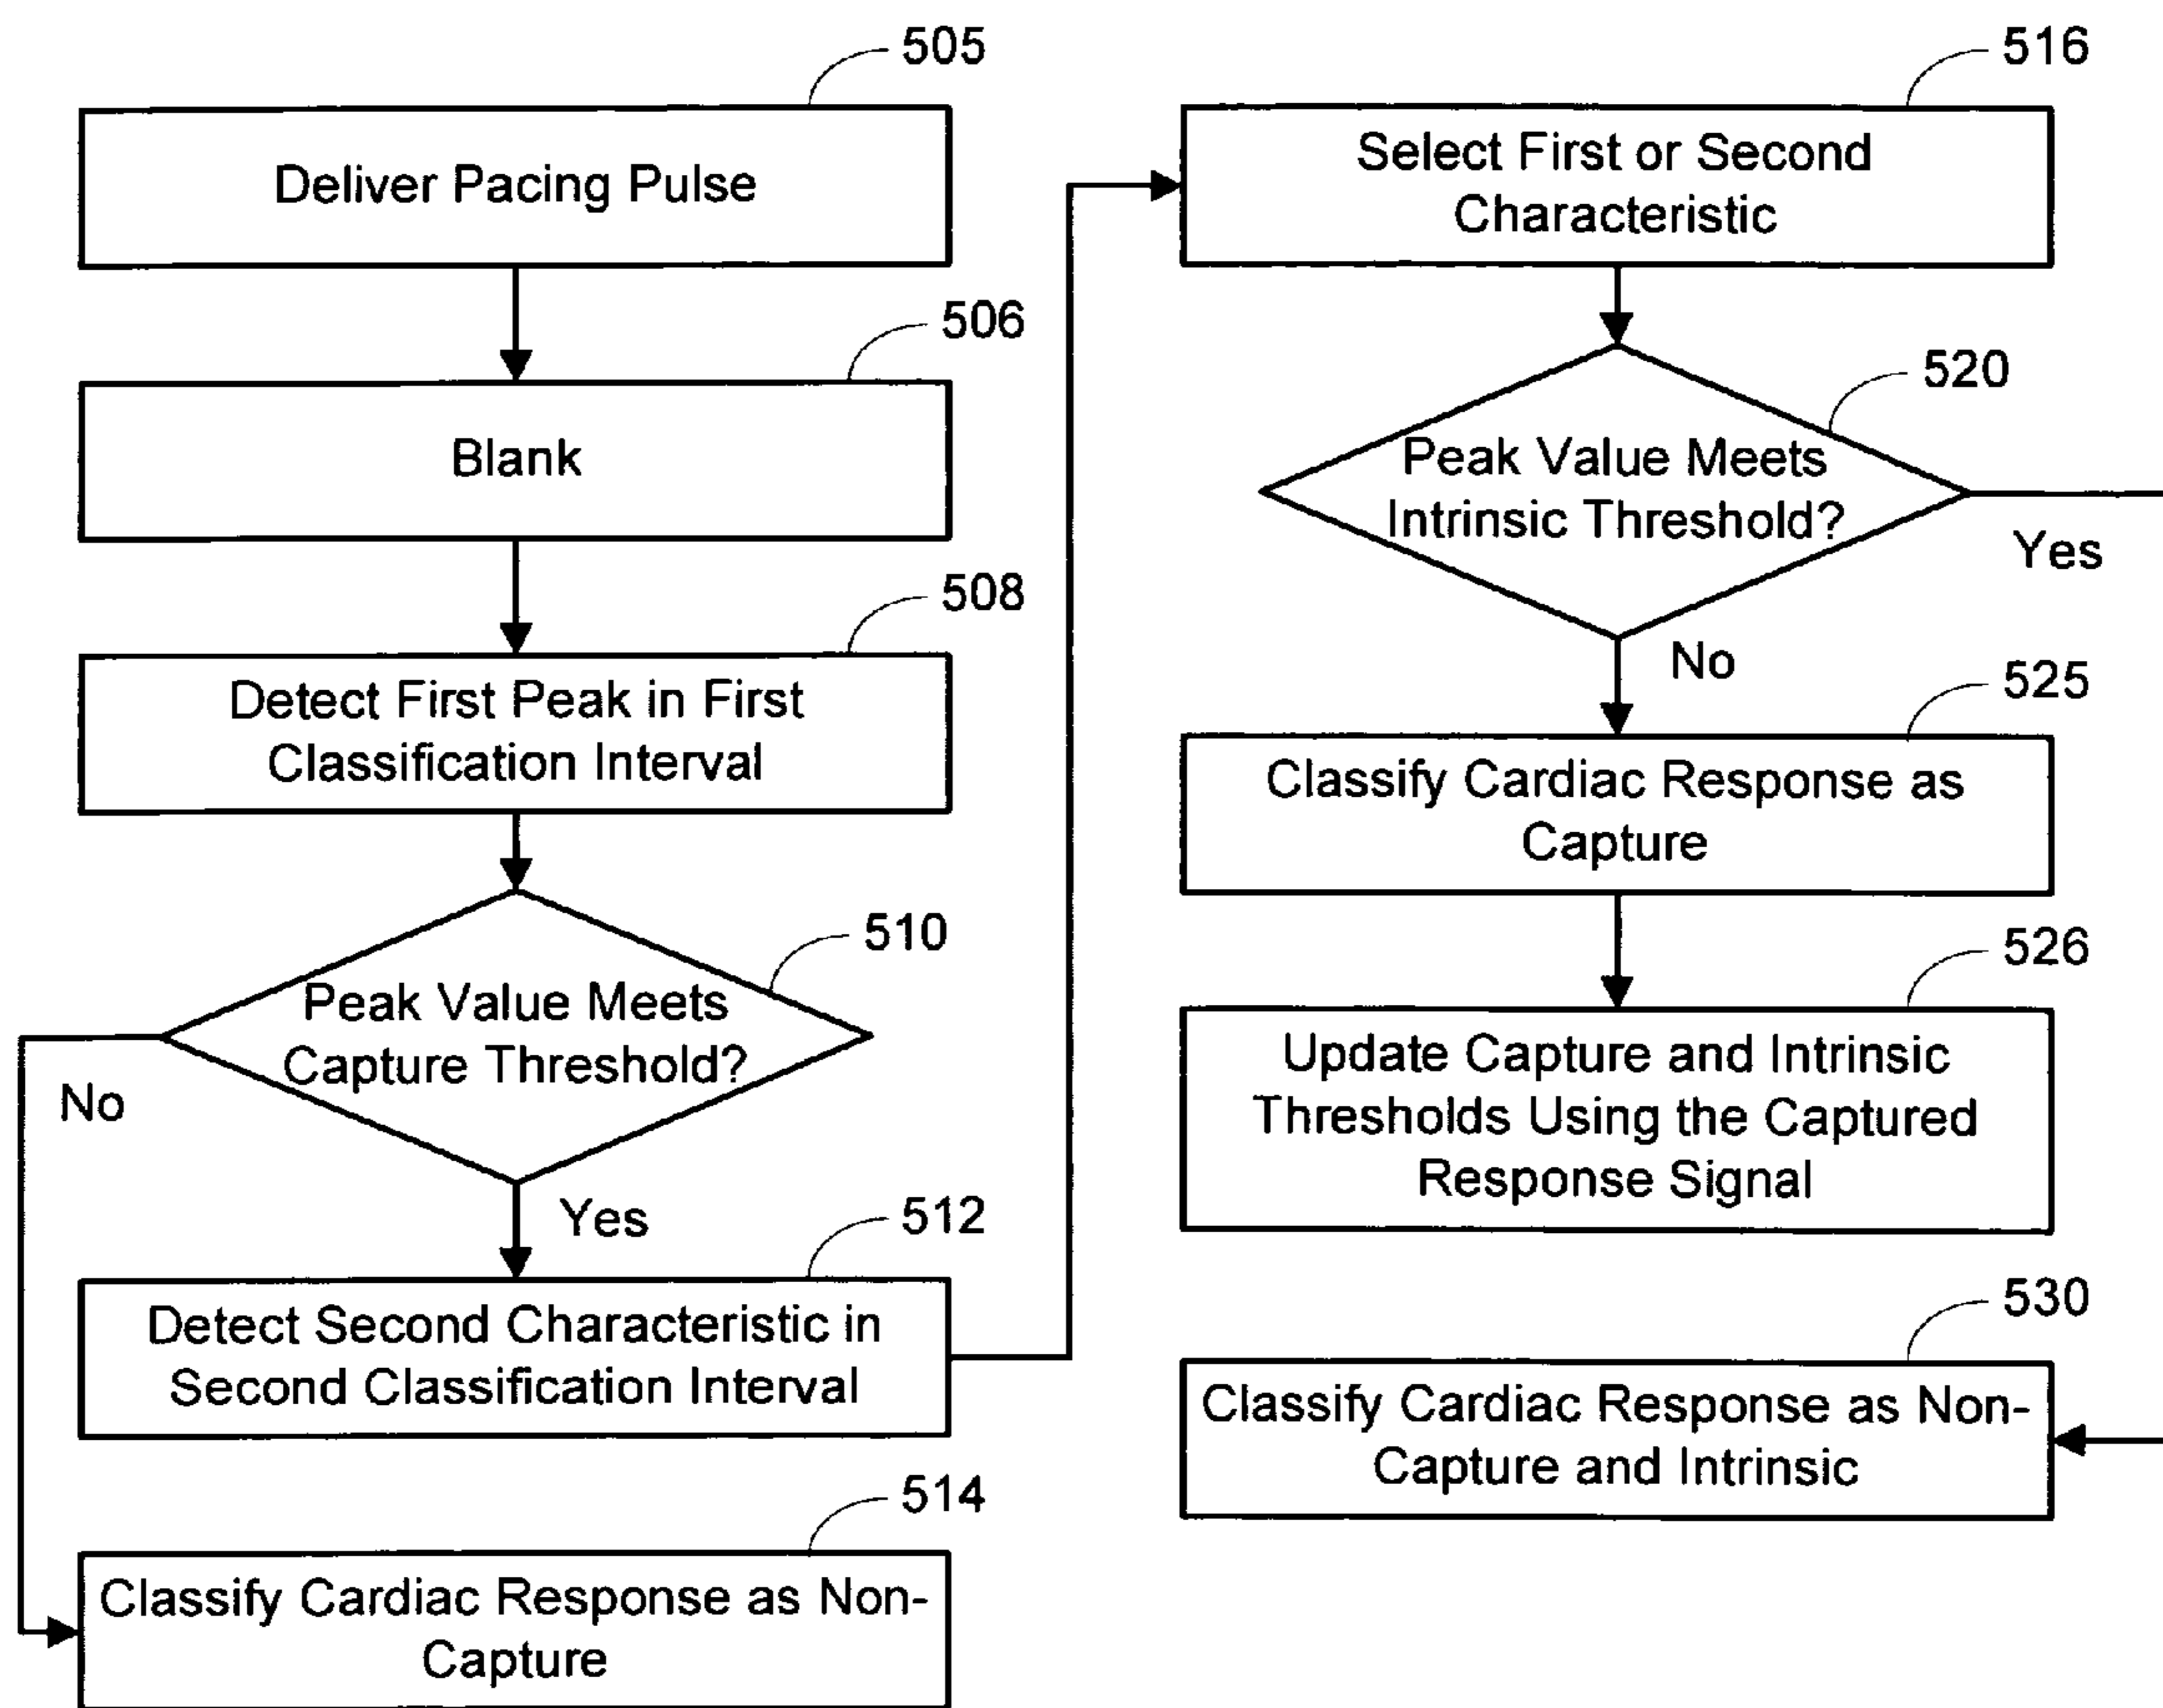 505
Deliver Pacing Pulse
506
Blank
508
Detect First Peak in First
Classification Interval
510
Peak Value Meets
Capture Threshold?
No
Yes
512
Detect Second Characteristic in
Second Classification Interval
514
Classify Cardiac Response as Non-
Capture
516
Select First or Second
Characteristic
520
Peak Value Meets
Intrinsic Threshold?
Yes
No
525
Classify Cardiac Response as
Capture
526
Update Capture and Intrinsic
Thresholds Using the Captured
Response Signal
530
Classify Cardiac Response as Non-
Capture and Intrinsic